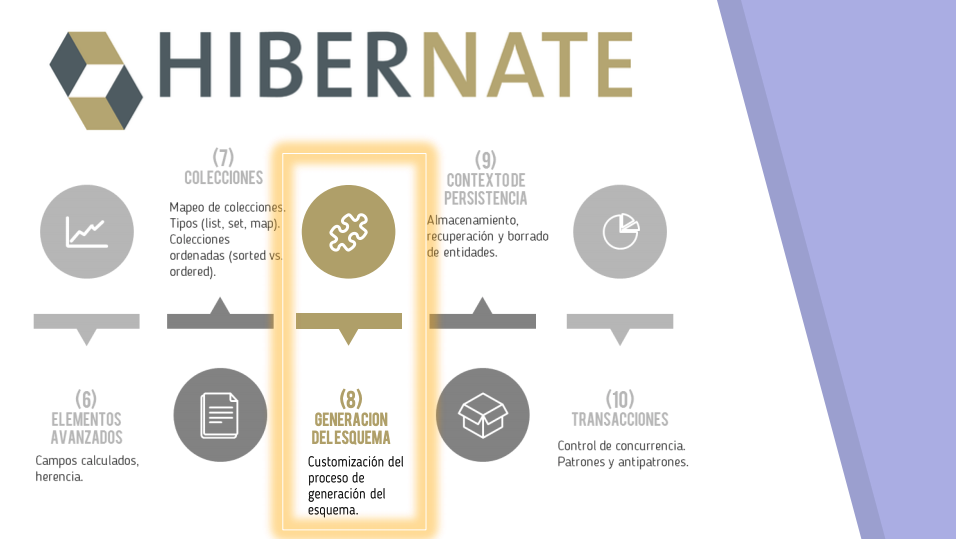 HIBERNATE
(7)
COLECCIONES
Mapeo de colecciones.
Tipos (list, set, map).
Colecciones
ordenadas (sorted vs.
ordered).
(9)
CONTEXTO DE
PERSISTENCIA
Almacenamiento,
recuperación y borrado
de entidades.
(6)
ELEMENTOS
AVANZADOS
Campos calculados,
herencia.
(8)
GENERACION
DEL ESQUEMA
Customización del
proceso de
generación del
esquema.
(10)
TRANSACCIONES
Control de concurrencia.
Patrones y antipatrones.